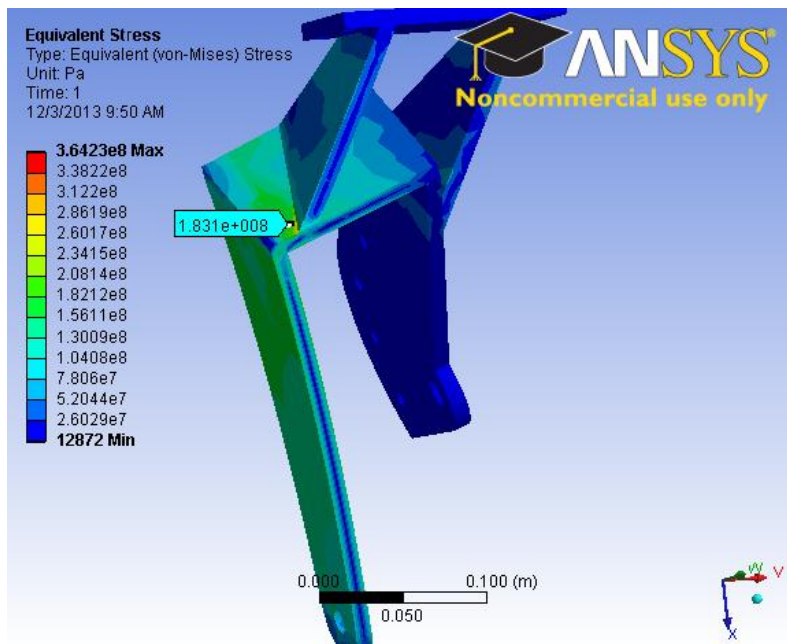 Equivalent Stress
Type: Equivalent (von-Mises) Stress
Unit: Pa
Time: 1
12/3/2013 9:50 AM
3.6423e8 Max
3.3822e8
3.122e8
2.8619e8
2.6017e8
2.3415e8
2.0814e8
1.8212e8
1.5611e8
1.3009e8
1.0408e8
7.806e7
5.2044e7
2.6029e7
12872 Min
ANSYS®
Noncommercial use only
1.831e+008
0.000
0.100 (m)
0.050
W
V
X